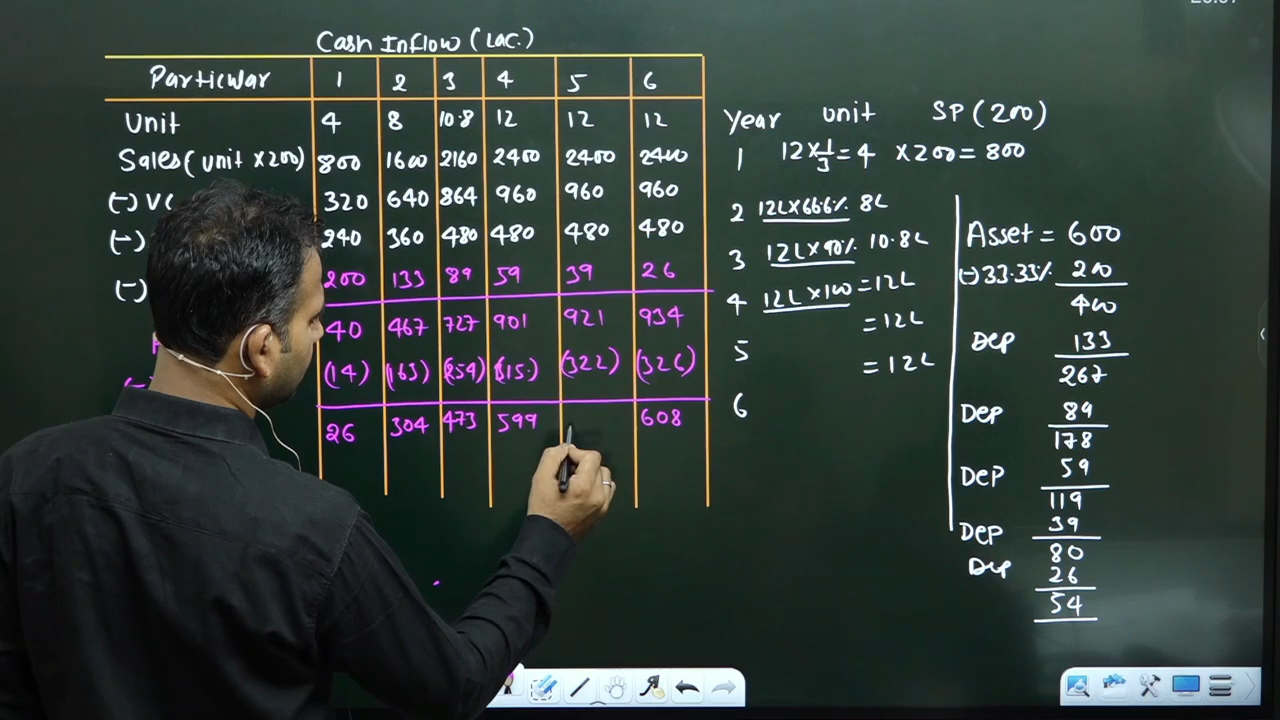 Cash Inflow (Lac.)
Particular 1 2 3 4 5 6
Unit 4 8 10.8 12 12 12
Sales (unit ×200) 800 1600 2160 2400 2400 2400
(-) 320 640 864 960 960 960
(-) 240 360 480 480 480 480
(-) 200 133 89 59 39 26
40 467 727 901 921 934
(14) (163) (254) (322) (326)
26 304 473 599 608
Year unit SP (200)
1 12×1/3=4 ×200=800
2 12L×66.6% 8L
3 12L×90% 10.8L
4 12L×100 =12L
5 =12L
6 =12L
Asset = 600
(-)33.33% 200
400
Dep 133
267
Dep 89
178
Dep 59
119
Dep 39
80
Dep 26
54